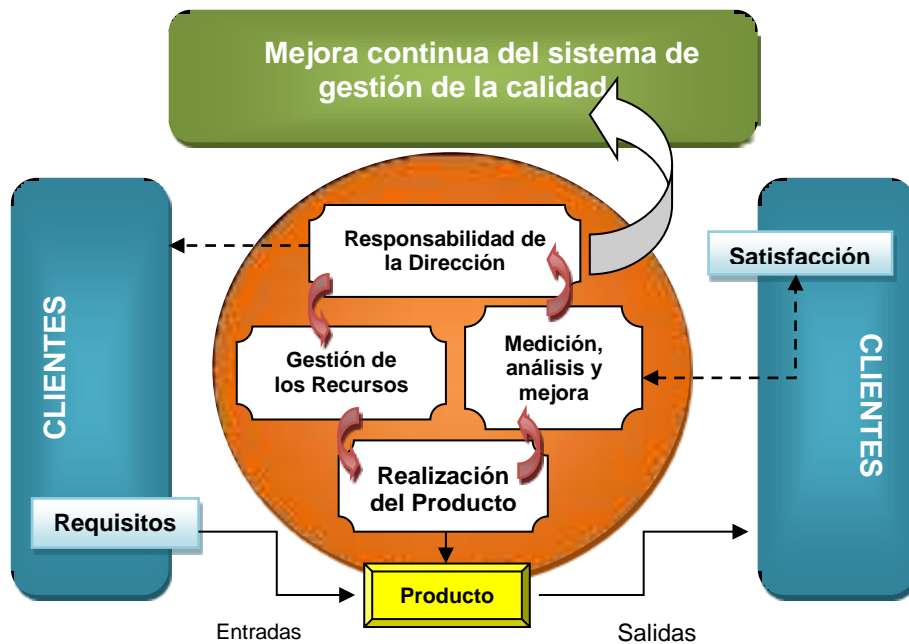 Mejora continua del sistema de
gestión de la calidad
Responsabilidad de
la Dirección
Satisfacción
CLIENTES
Gestión de
los Recursos
Medición,
análisis y
mejora
CLIENTES
Realización
del Producto
Requisitos
Producto
Entradas
Salidas